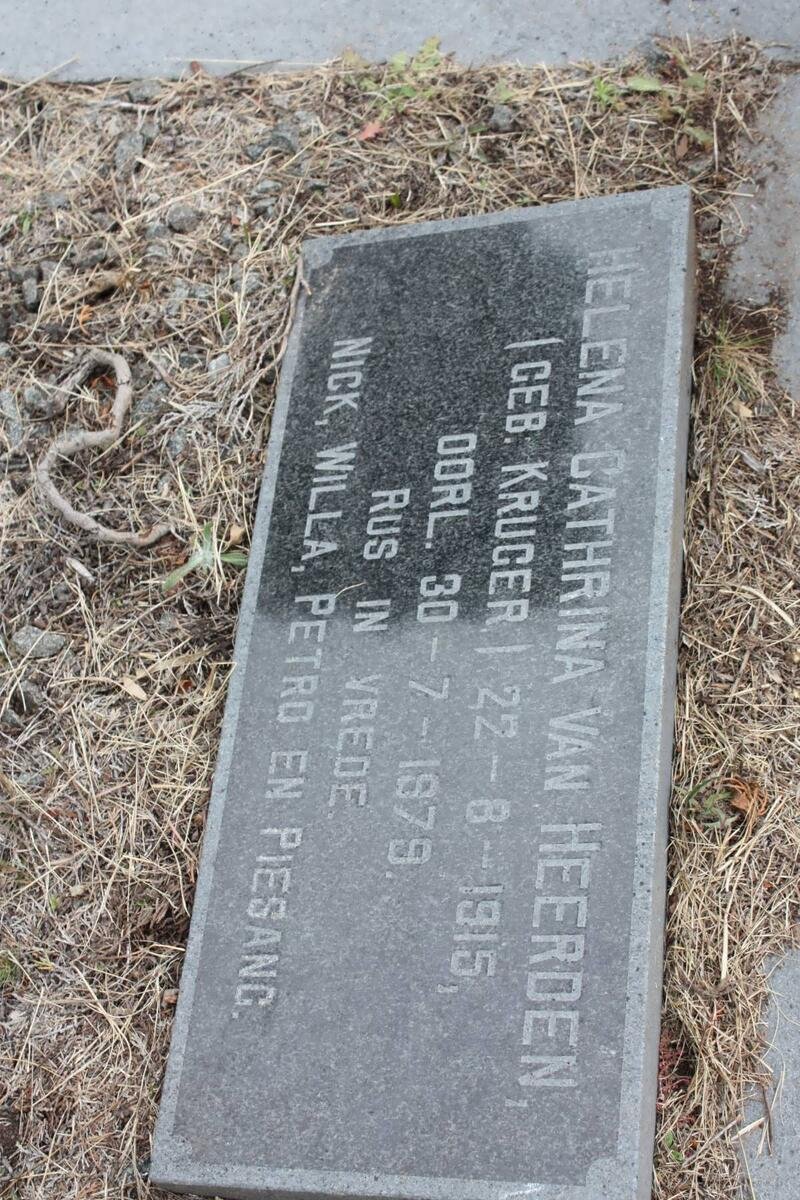 HELENA CATHRINA VAN HEERDEN,
(GEB. KRUGER) 22-8-1915,
OORL. 30-7-1979.
RUS IN VREDE.
NICK, WILLA, PETRO EN PIESANG.